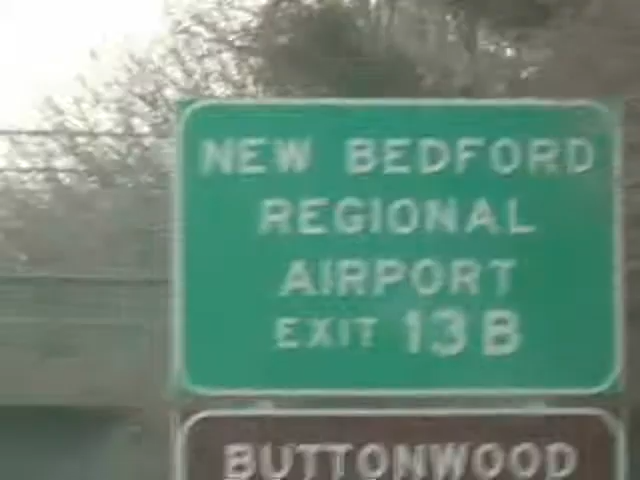 NEW BEDFORD
REGIONAL
AIRPORT
EXIT 13B
BUTTONWOOD